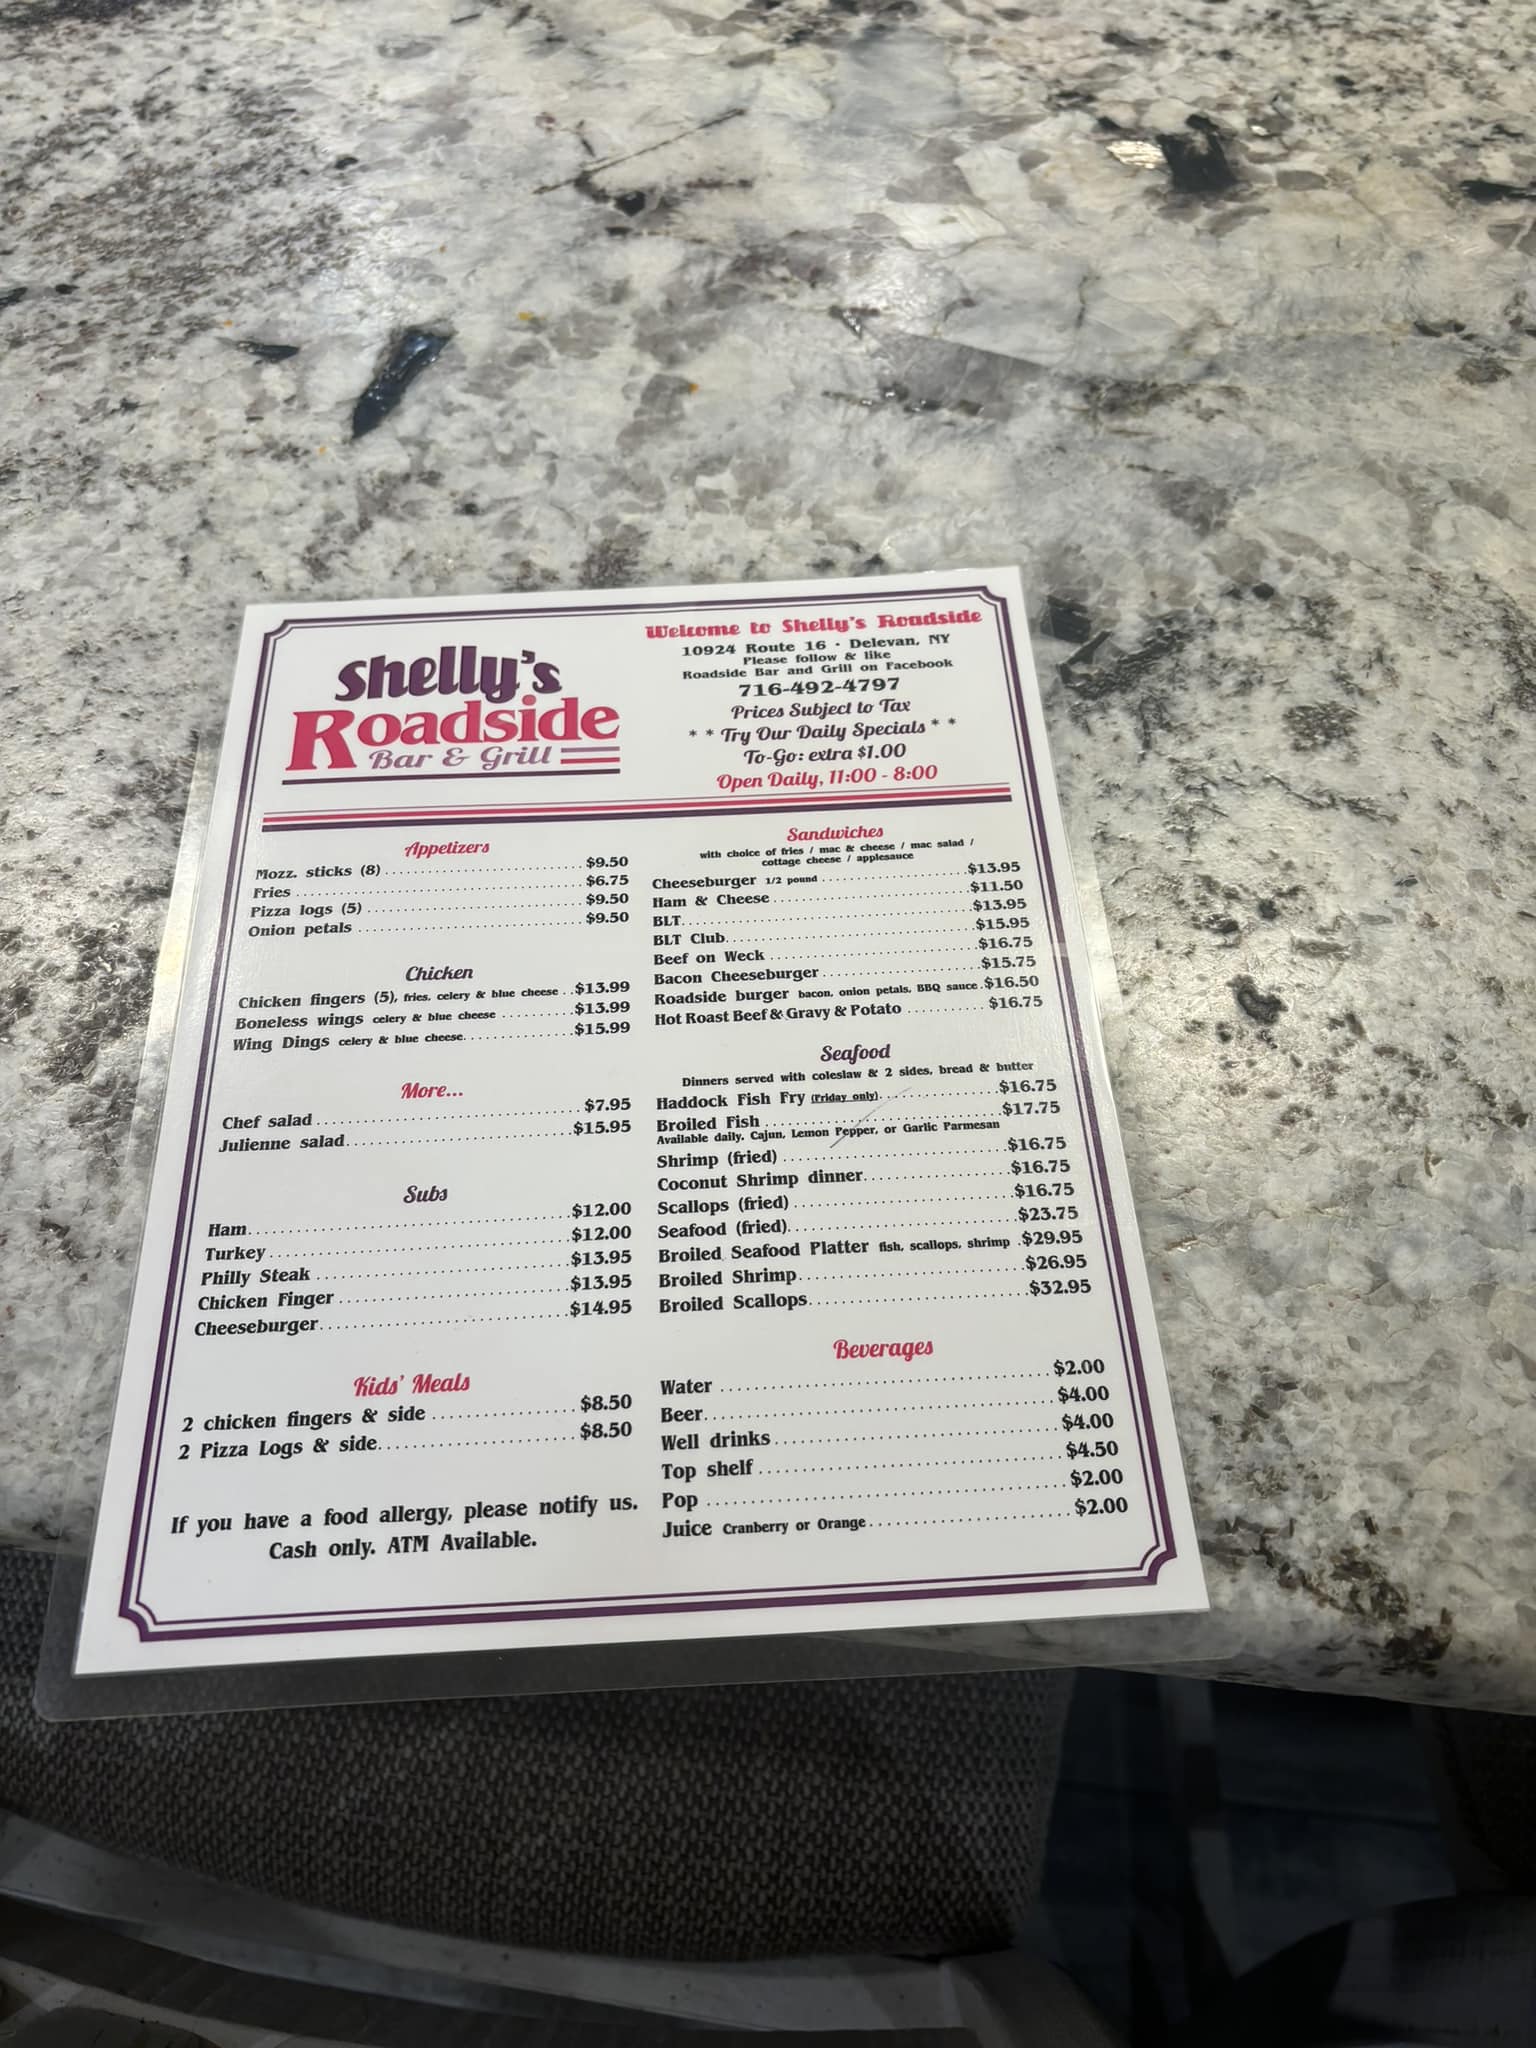 Shelly's
Roadside
Bar & Grill
Welcome to Shelly's Roadside
10924 Route 16 · Delevan, NY
Please follow & like
Roadside Bar and Grill on Facebook
716-492-4797
Prices Subject to Tax
* * Try Our Daily Specials * *
To-Go: extra $1.00
Open Daily, 11:00 - 8:00
Appetizers
Mozz. sticks (8) $9.50
Fries $6.75
Pizza logs (5) $9.50
Onion petals $9.50
Chicken
Chicken fingers (5), fries, celery & blue cheese $13.99
Boneless wings celery & blue cheese $13.99
Wing Dings celery & blue cheese $15.99
More...
Chef salad $7.95
Julienne salad $15.95
Subs
Ham $12.00
Turkey $12.00
Philly Steak $13.95
Chicken Finger $13.95
Cheeseburger $14.95
Kids' Meals
2 chicken fingers & side $8.50
2 Pizza Logs & side $8.50
If you have a food allergy, please notify us.
Cash only. ATM Available.
Sandwiches
with choice of fries / mac & cheese / mac salad /
cottage cheese / applesauce
Cheeseburger 1/2 pound $13.95
Ham & Cheese $11.50
BLT $13.95
BLT Club $15.95
Beef on Weck $16.75
Bacon Cheeseburger $15.75
Roadside burger bacon, onion petals, BBQ sauce $16.50
Hot Roast Beef & Gravy & Potato $16.75
Seafood
Dinners served with coleslaw & 2 sides, bread & butter
Haddock Fish Fry (Friday only) $16.75
Broiled Fish $17.75
Available daily, Cajun, Lemon Pepper, or Garlic Parmesan
Shrimp (fried) $16.75
Coconut Shrimp dinner $16.75
Scallops (fried) $16.75
Seafood (fried) $23.75
Broiled Seafood Platter fish, scallops, shrimp $29.95
Broiled Shrimp $26.95
Broiled Scallops $32.95
Beverages
Water $2.00
Beer $4.00
Well drinks $4.00
Top shelf $4.50
Pop $2.00
Juice Cranberry or Orange $2.00